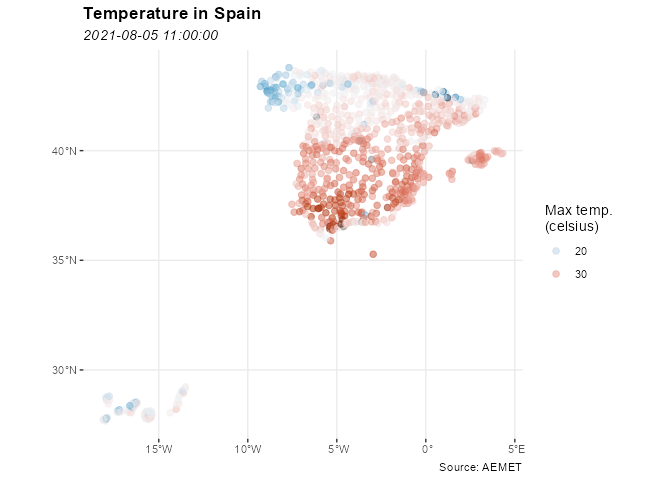 Temperature in Spain
2021-08-05 11:00:00
40°N
35°N
30°N
Max temp.
(celsius)
20
30
15°W
10°W
5°W
0°
5°E
Source: AEMET